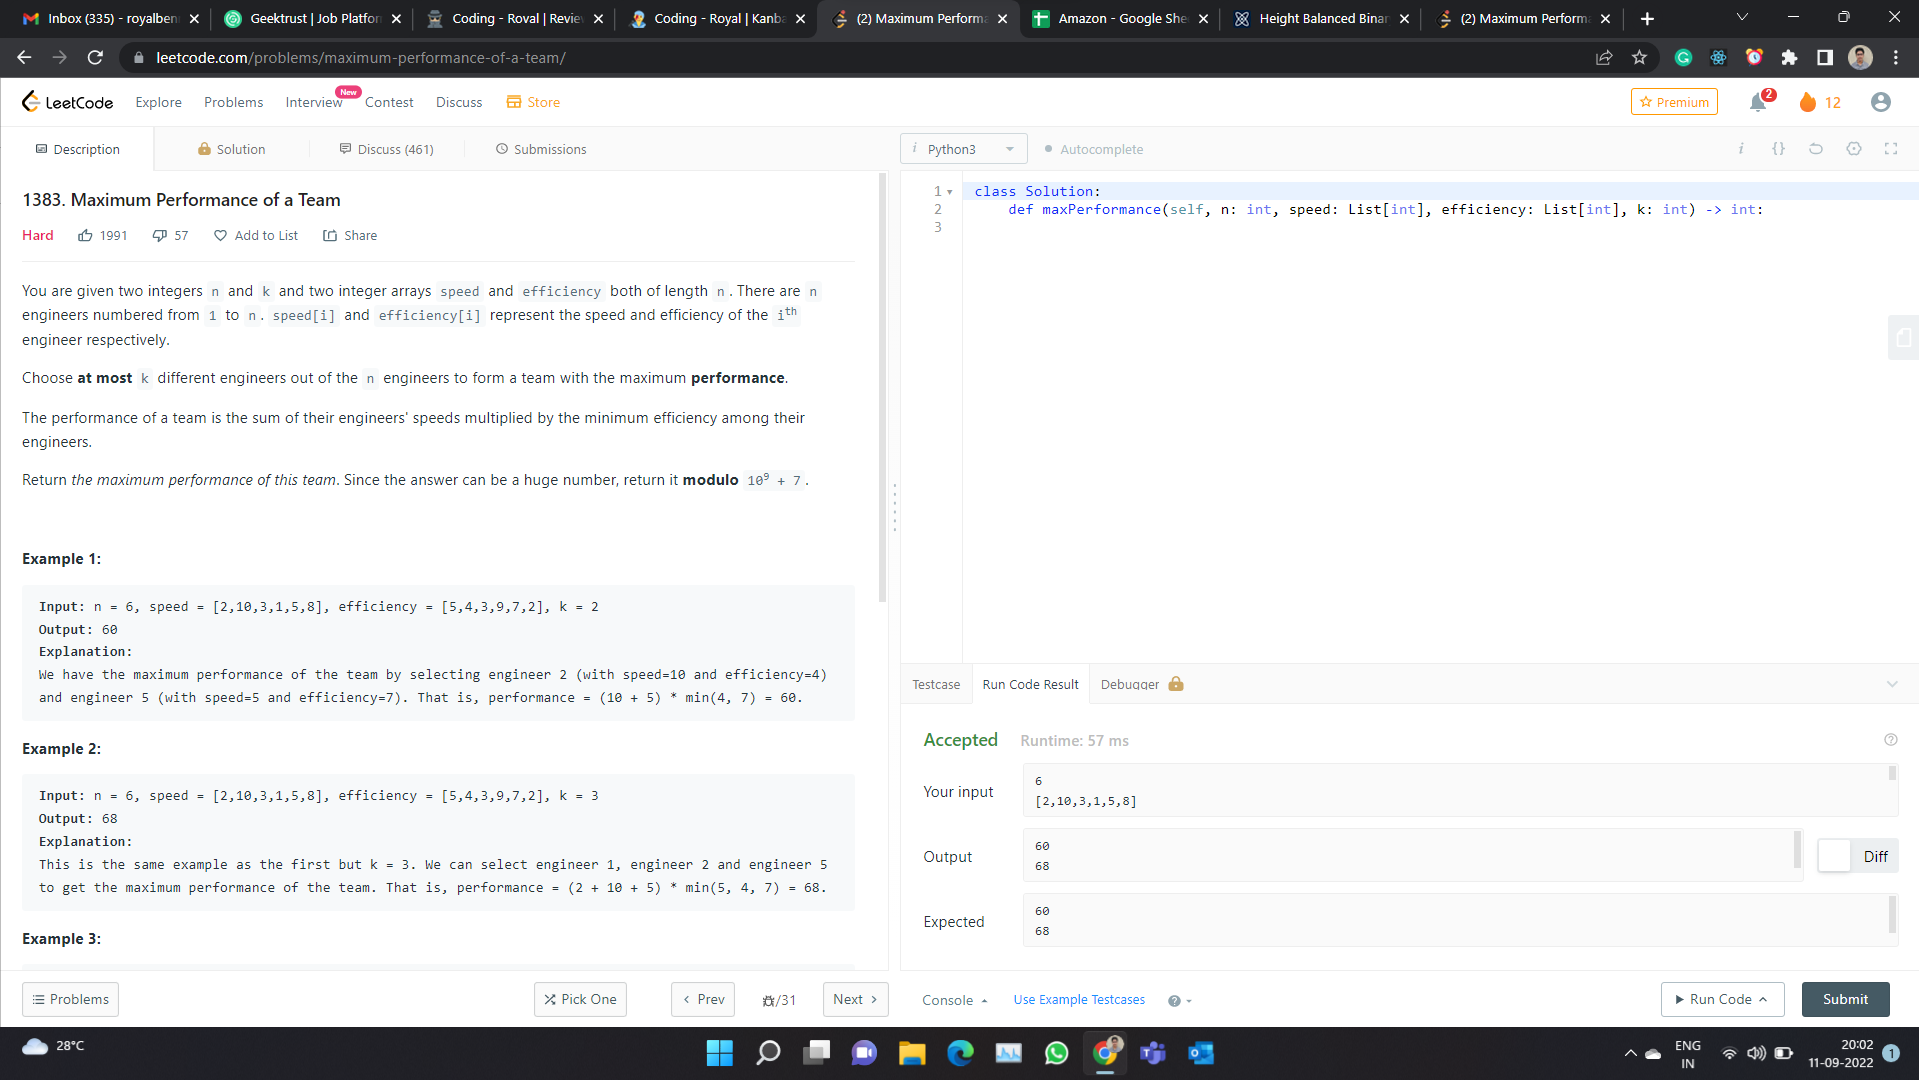 Inbox (335) - royalben
Geektrust | Job Platfor
Coding - Royal | Revie
Coding - Royal | Kanba
(2) Maximum Performa
Amazon - Google She
Height Balanced Binar
(2) Maximum Perform
leetcode.com/problems/maximum-performance-of-a-team/
LeetCode
Explore
Problems
Interview
New
Contest
Discuss
Store
Premium
2
12
Description
Solution
Discuss (461)
Submissions
i Python3
Autocomplete
i {}
1383. Maximum Performance of a Team
Hard
1991
57
Add to List
Share
You are given two integers n and k and two integer arrays speed and efficiency both of length n. There are n
engineers numbered from 1 to n. speed[i] and efficiency[i] represent the speed and efficiency of the iᵗʰ
engineer respectively.
Choose at most k different engineers out of the n engineers to form a team with the maximum performance.
The performance of a team is the sum of their engineers' speeds multiplied by the minimum efficiency among their
engineers.
Return the maximum performance of this team. Since the answer can be a huge number, return it modulo 10⁹ + 7.
Example 1:
Input: n = 6, speed = [2,10,3,1,5,8], efficiency = [5,4,3,9,7,2], k = 2
Output: 60
Explanation:
We have the maximum performance of the team by selecting engineer 2 (with speed=10 and efficiency=4)
and engineer 5 (with speed=5 and efficiency=7). That is, performance = (10 + 5) * min(4, 7) = 60.
Example 2:
Input: n = 6, speed = [2,10,3,1,5,8], efficiency = [5,4,3,9,7,2], k = 3
Output: 68
Explanation:
This is the same example as the first but k = 3. We can select engineer 1, engineer 2 and engineer 5
to get the maximum performance of the team. That is, performance = (2 + 10 + 5) * min(5, 4, 7) = 68.
Example 3:
Problems
Pick One
Prev
/31
Next
1 class Solution:
2 def maxPerformance(self, n: int, speed: List[int], efficiency: List[int], k: int) -> int:
3
Testcase
Run Code Result
Debugger
Accepted
Runtime: 57 ms
Your input
6
[2,10,3,1,5,8]
Output
60
68
Diff
Expected
60
68
Console
Use Example Testcases
Run Code
Submit
28°C
ENG
IN
20:02
11-09-2022
1